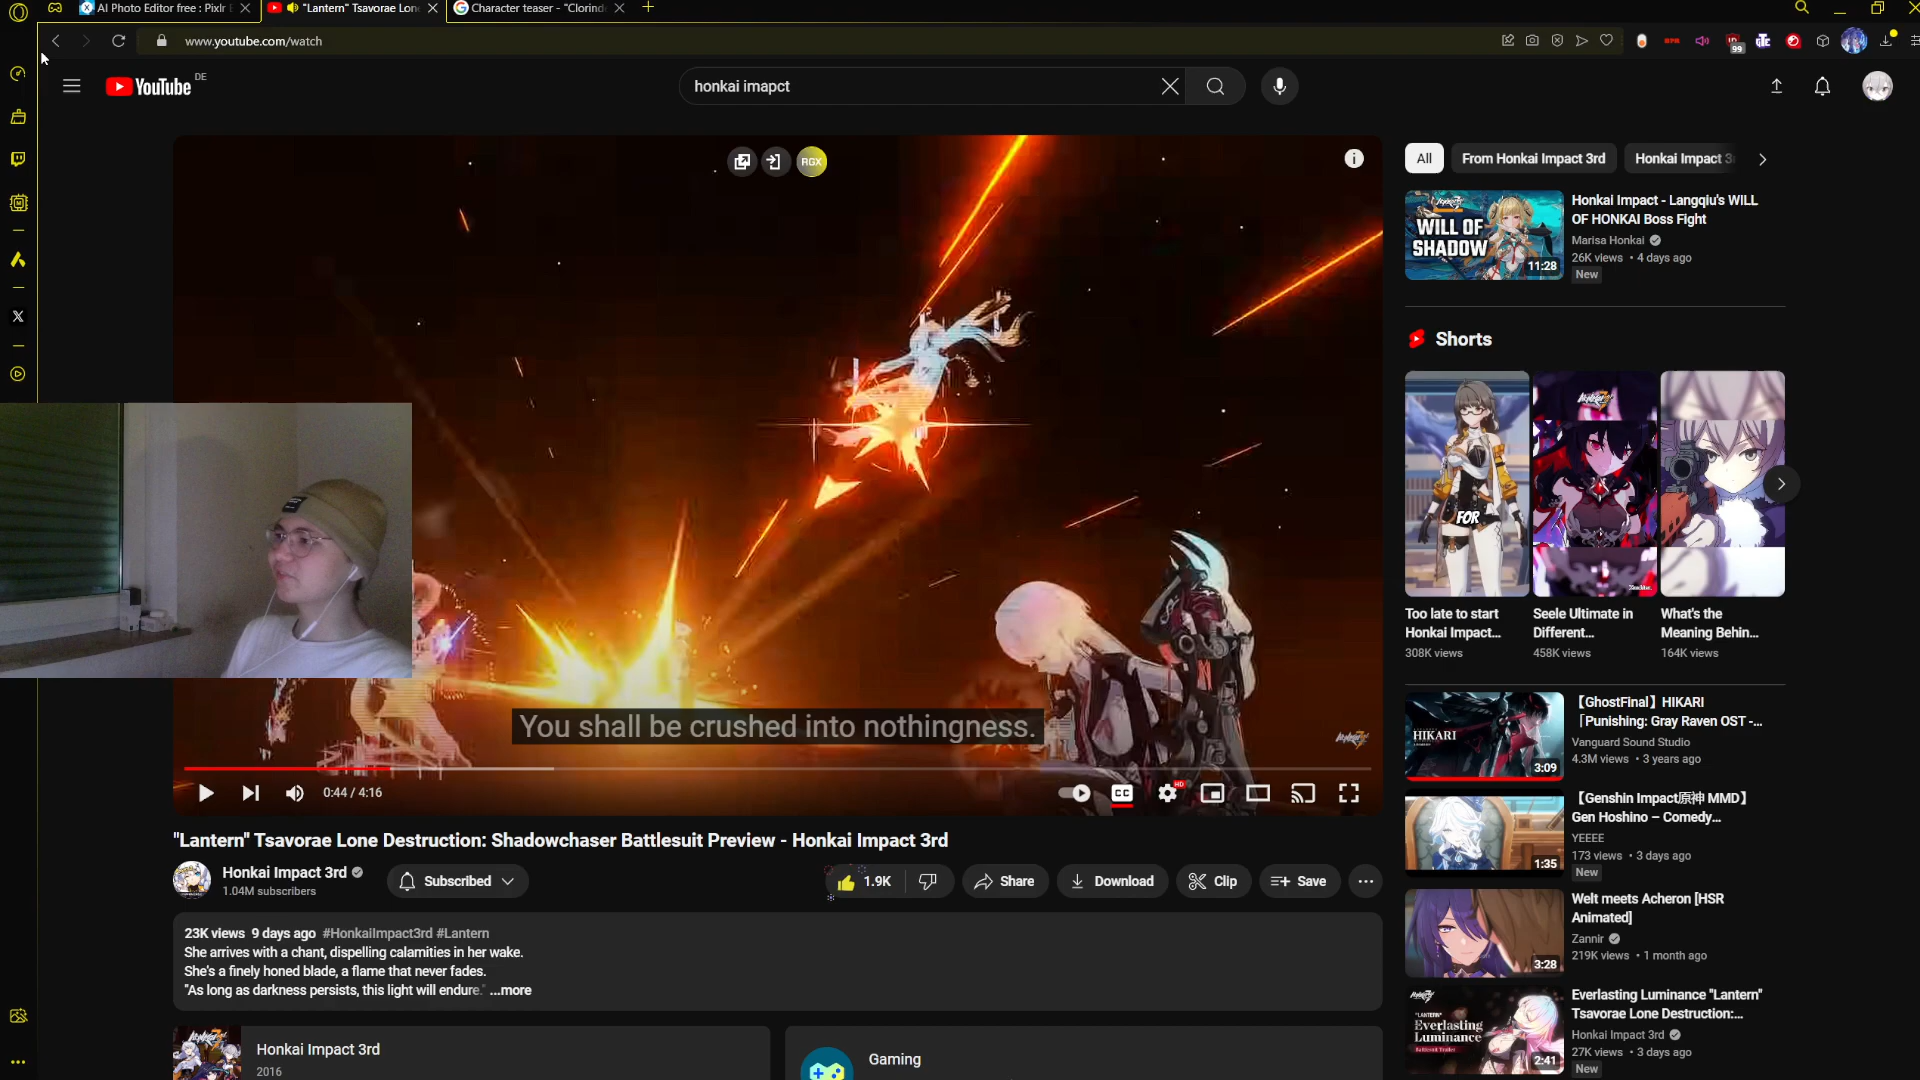 AI Photo Editor free : Pixlr
"Lantern" Tsavorae Lon
Character teaser - "Clorind
www.youtube.com/watch
99
YouTube DE
honkai imapct
RGX
All
From Honkai Impact 3rd
Honkai Impact 3
WILL OF
SHADOW
11:28
Honkai Impact - Langqiu's WILL
OF HONKAI Boss Fight
Marisa Honkai
26K views • 4 days ago
New
Shorts
FOR
Too late to start
Honkai Impact...
308K views
Seele Ultimate in
Different...
458K views
What's the
Meaning Behin...
164K views
You shall be crushed into nothingness.
0:44 / 4:16
CC
HD
HIKARI
3:09
【GhostFinal】HIKARI
「Punishing: Gray Raven OST -...
Vanguard Sound Studio
4.3M views • 3 years ago
1:35
【Genshin Impact原神 MMD】
Gen Hoshino – Comedy...
YEEEE
173 views • 3 days ago
New
3:28
Welt meets Acheron [HSR
Animated]
Zannir
219K views • 1 month ago
"LANTERN"
Everlasting
Luminance
2:41
Everlasting Luminance "Lantern"
Tsavorae Lone Destruction:...
Honkai Impact 3rd
27K views • 3 days ago
New
"Lantern" Tsavorae Lone Destruction: Shadowchaser Battlesuit Preview - Honkai Impact 3rd
Honkai Impact 3rd
1.04M subscribers
Subscribed
1.9K
Share
Download
Clip
Save
23K views 9 days ago #HonkaiImpact3rd #Lantern
She arrives with a chant, dispelling calamities in her wake.
She's a finely honed blade, a flame that never fades.
"As long as darkness persists, this light will endure." ...more
Honkai Impact 3rd
2016
Gaming